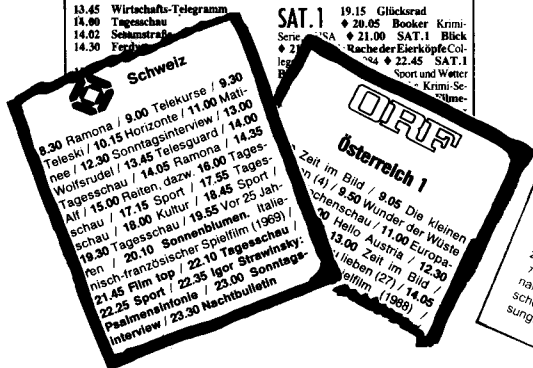 13.45 Wirtschafts-Telegramm
14.00 Tagesschau
14.02 Sesamstraße
14.30
SAT.1
19.15 Glücksrad
♦ 20.05 Booker Krimi-
Serie, USA ♦ 21.00 SAT.1 Blick
♦ Rache der Eierköpfe Col-
♦ 22.45 SAT.1
Sport und Wetter
Krimi-Se-
Schweiz
8.30 Ramona / 9.00 Telekurse / 9.30
Teleski / 10.15 Horizonte / 11.00 Mati-
nee / 12.30 Sonntagsinterview / 13.00
Wolfsrudel / 13.45 Telesguard / 14.00
Tagesschau / 14.05 Ramona / 14.35
Alf / 15.00 Reiten, dazw. 16.00 Tages-
schau / 17.15 Sport / 17.55 Tages-
schau / 18.00 Kultur / 18.45 Sport /
19.30 Tagesschau / 19.55 Vor 25 Jah-
ren / 20.10 Sonnenblumen. Italie-
nisch-französischer Spielfilm (1969) /
21.45 Film top / 22.10 Tagesschau /
22.25 Sport / 22.35 Igor Strawinsky:
Psalmensinfonie / 23.00 Sonntags-
interview / 23.30 Nachtbulletin
ORF
Österreich 1
Zeit im Bild / 9.05 Die kleinen
(4) / 9.50 Wunder der Wüste
ochenschau / 11.00 Europa-
Hello Austria / 12.30
13.00 Zeit im Bild /
lieben (27) / 14.05
ielfilm (1988) /